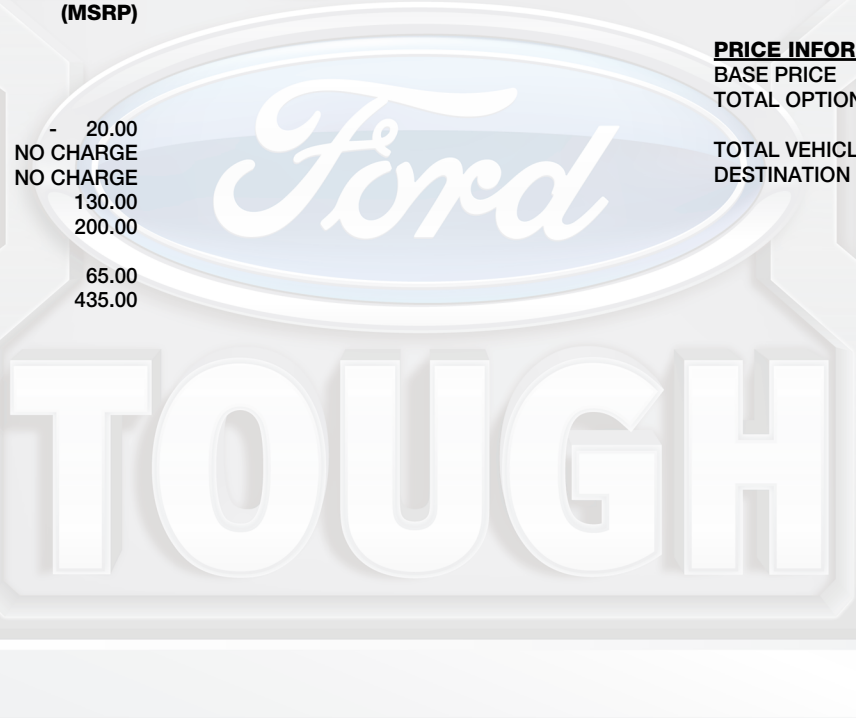 (MSRP)
- 20.00
NO CHARGE
NO CHARGE
130.00
200.00
65.00
435.00
PRICE INFOR
BASE PRICE
TOTAL OPTION
TOTAL VEHICL
DESTINATION
Ford
TOUGH